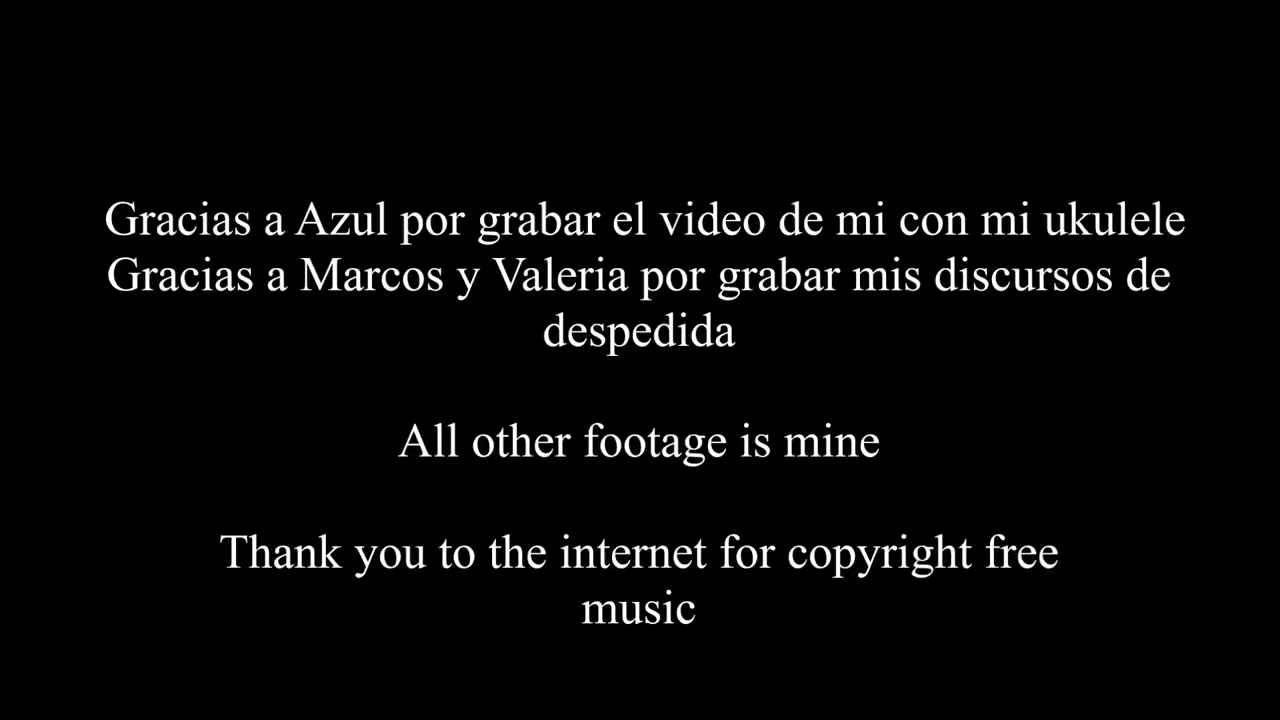 Gracias a Azul por grabar el video de mi con mi ukulele
Gracias a Marcos y Valeria por grabar mis discursos de
despedida
All other footage is mine
Thank you to the internet for copyright free
music